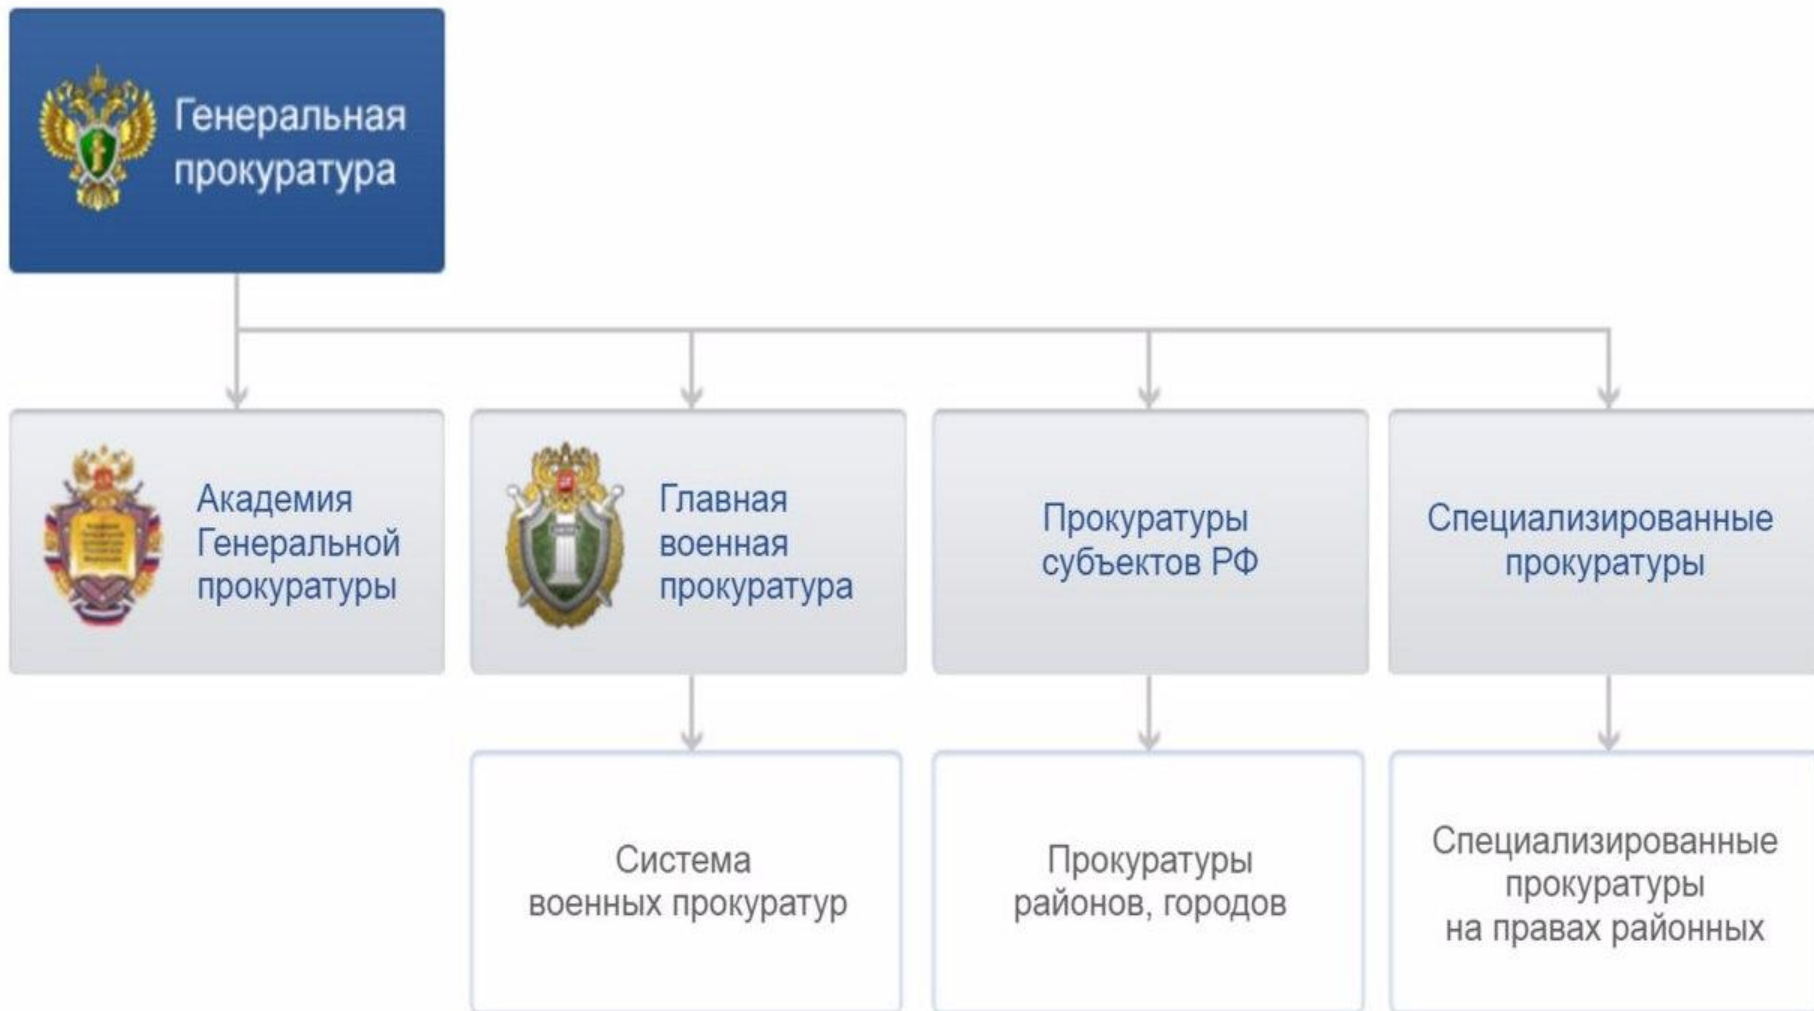 Генеральная
прокуратура
Академия
Генеральной
прокуратуры
Главная
военная
прокуратура
Прокуратуры
субъектов РФ
Специализированные
прокуратуры
Система
военных прокуратур
Прокуратуры
районов, городов
Специализированные
прокуратуры
на правах районных